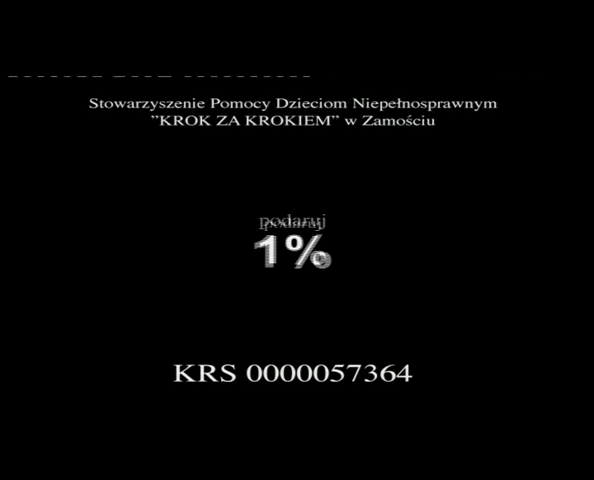 Stowarzyszenie Pomocy Dzieciom Niepełnosprawnym
”KROK ZA KROKIEM” w Zamościu
podaruj
1%
KRS 0000057364